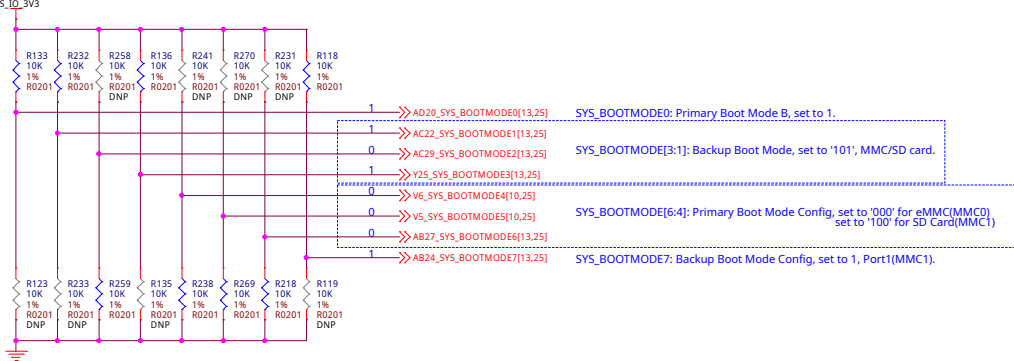 S_IO_3V3
R133 R232 R258 R136 R241 R270 R231 R118
10K 10K 10K 10K 10K 10K 10K 10K
1% 1% 1% 1% 1% 1% 1% 1%
R0201 R0201 R0201 R0201 R0201 R0201 R0201 R0201
DNP DNP DNP DNP
1 AD20_SYS_BOOTMODE0[13,25] SYS_BOOTMODE0: Primary Boot Mode B, set to 1.
1 AC22_SYS_BOOTMODE1[13,25]
0 AC29_SYS_BOOTMODE2[13,25] SYS_BOOTMODE[3:1]: Backup Boot Mode, set to '101', MMC/SD card.
1 Y25_SYS_BOOTMODE3[13,25]
0 V6_SYS_BOOTMODE4[10,25]
0 V5_SYS_BOOTMODE5[10,25] SYS_BOOTMODE[6:4]: Primary Boot Mode Config, set to '000' for eMMC(MMC0)
set to '100' for SD Card(MMC1)
0 AB27_SYS_BOOTMODE6[13,25]
1 AB24_SYS_BOOTMODE7[13,25] SYS_BOOTMODE7: Backup Boot Mode Config, set to 1, Port1(MMC1).
R123 R233 R259 R135 R238 R269 R218 R119
10K 10K 10K 10K 10K 10K 10K 10K
1% 1% 1% 1% 1% 1% 1% 1%
R0201 R0201 R0201 R0201 R0201 R0201 R0201 R0201
DNP DNP DNP DNP